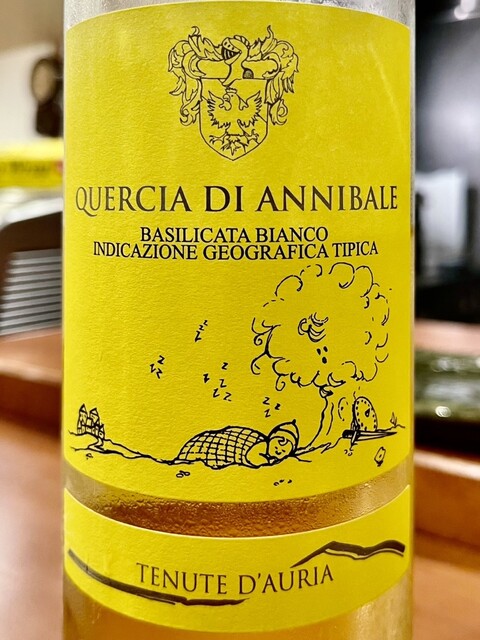 QUERCIA DI ANNIBALE
BASILICATA BIANCO
INDICAZIONE GEOGRAFICA TIPICA
z z z
z z z
z z z
z z z
z z z
TENUTE D'AURIA